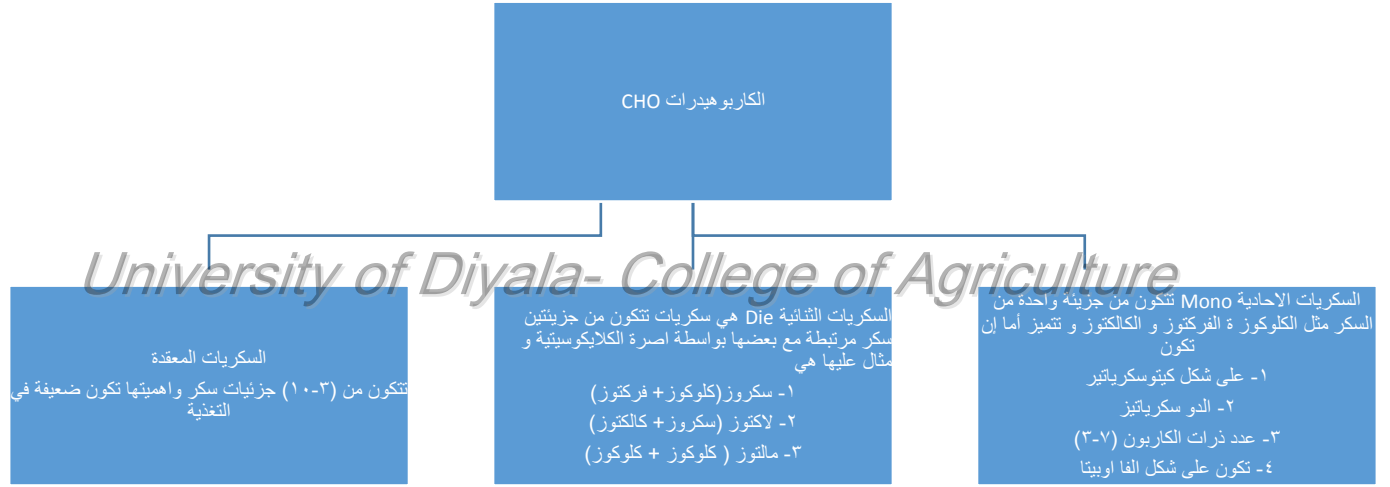 الكاربوهيدرات CHO
University of Diyala- College of Agriculture
السكريات الاحادية Mono تتكون من جزيئة واحدة من
السكر مثل الكلوكوز ة الفركتوز و الكالكتوز و تتميز أما إن
تكون
١- على شكل كيتوسكرياتير
٢- الدو سكرياتيز
٣- عدد ذرات الكاربون (٧-٣)
٤- تكون على شكل الفا اوبيتا
السكريات الثنائية Die هي سكريات تتكون من جزيئتين
سكر مرتبطة مع بعضها بواسطة اصرة الكلايكوسيتية و
مثال عليها هي
١- سكروز(كلوكوز+ فركتوز)
٢- لاكتوز (سكروز+ كالكتوز)
٣- مالتوز ( كلوكوز + كلوكوز)
السكريات المعقدة
تتكون من (٣-١٠) جزئيات سكر واهميتها تكون ضعيفة في
التغذية